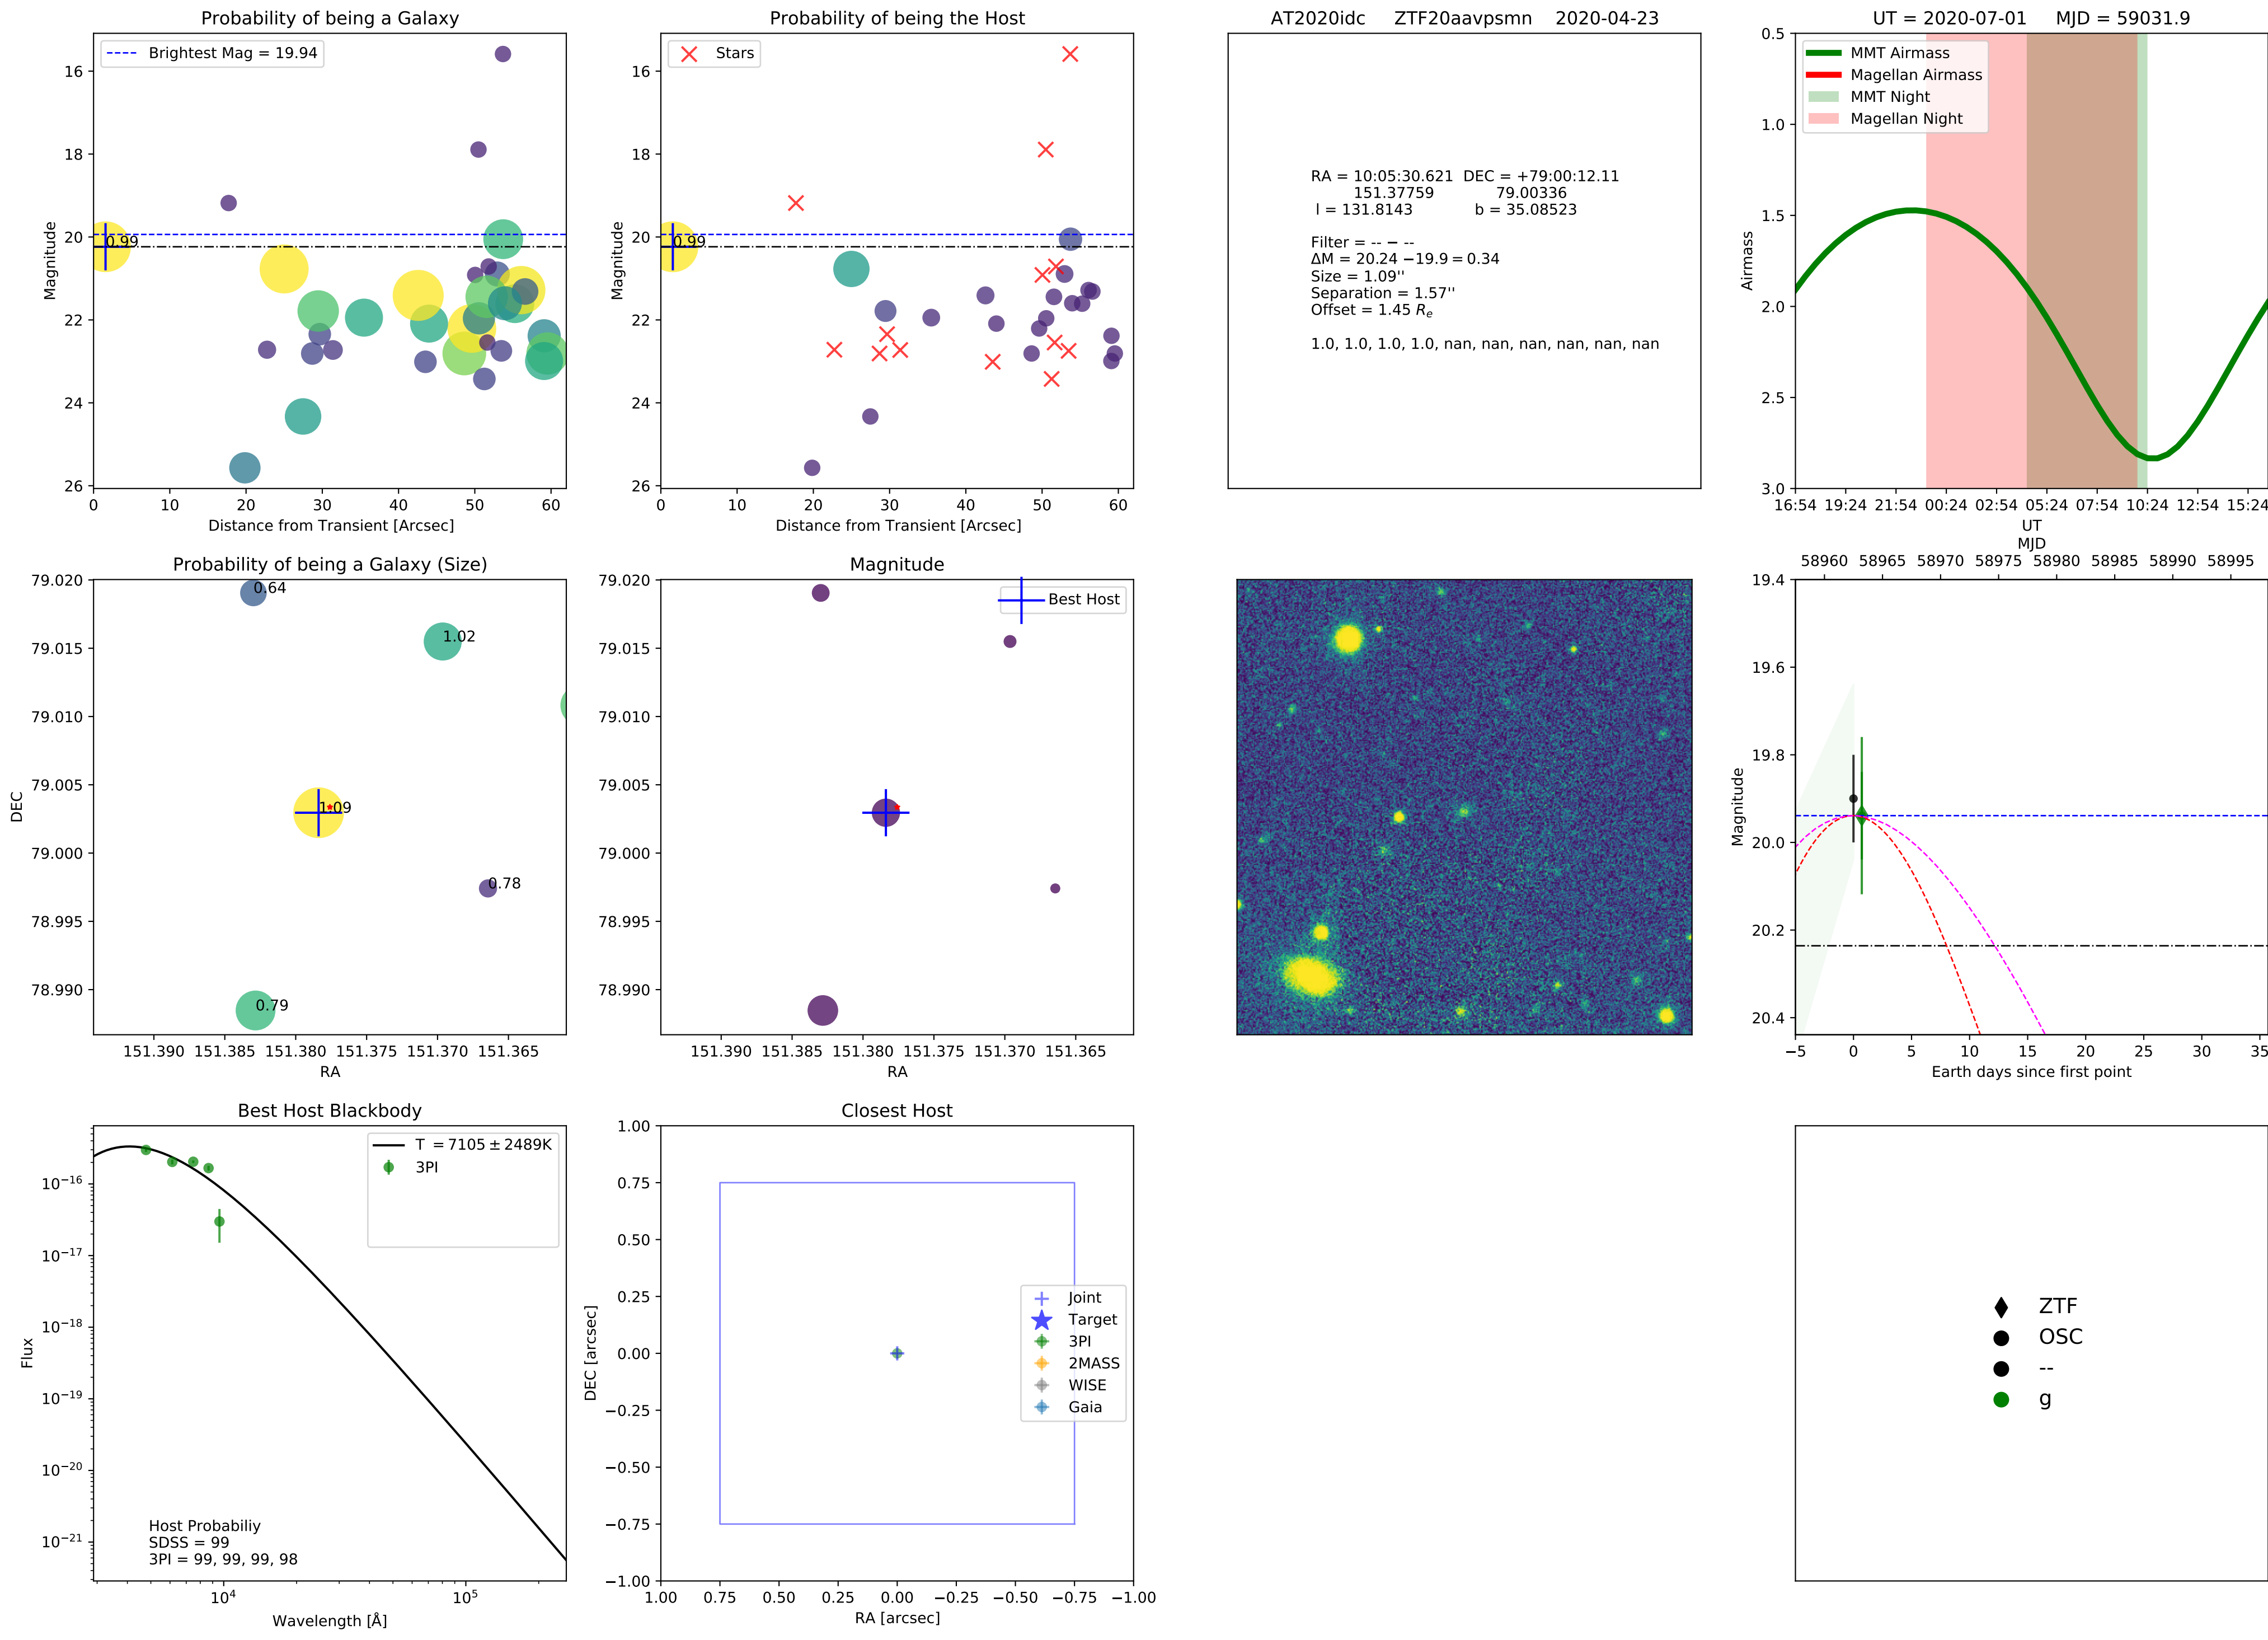 Probability of being a Galaxy
Brightest Mag = 19.94
0.99
16
18
20
22
24
26
Magnitude
0 10 20 30 40 50 60
Distance from Transient [Arcsec]
Probability of being the Host
Stars
0.99
16
18
20
22
24
26
Magnitude
0 10 20 30 40 50 60
Distance from Transient [Arcsec]
AT2020idc ZTF20aavpsmn 2020-04-23
RA = 10:05:30.621 DEC = +79:00:12.11
151.37759 79.00336
l = 131.8143 b = 35.08523
Filter = -- − --
ΔM = 20.24 −19.9 = 0.34
Size = 1.09''
Separation = 1.57''
Offset = 1.45 Re
1.0, 1.0, 1.0, 1.0, nan, nan, nan, nan, nan, nan
UT = 2020-07-01 MJD = 59031.9
MMT Airmass
Magellan Airmass
MMT Night
Magellan Night
0.5
1.0
1.5
2.0
2.5
3.0
Airmass
16:54 19:24 21:54 00:24 02:54 05:24 07:54 10:24 12:54 15:24
UT
Probability of being a Galaxy (Size)
0.64
1.02
1.09
0.78
0.79
79.020
79.015
79.010
79.005
79.000
78.995
78.990
DEC
151.390 151.385 151.380 151.375 151.370 151.365
RA
Magnitude
Best Host
79.020
79.015
79.010
79.005
79.000
78.995
78.990
151.390 151.385 151.380 151.375 151.370 151.365
RA
MJD
58960 58965 58970 58975 58980 58985 58990 58995
19.4
19.6
19.8
20.0
20.2
20.4
Magnitude
−5 0 5 10 15 20 25 30 35
Earth days since first point
Best Host Blackbody
T = 7105 ± 2489K
3PI
10−16
10−17
10−18
10−19
10−20
10−21
Flux
Host Probabiliy
SDSS = 99
3PI = 99, 99, 99, 98
104 105
Wavelength [Å]
Closest Host
1.00
0.75
0.50
0.25
0.00
−0.25
−0.50
−0.75
−1.00
DEC [arcsec]
Joint
Target
3PI
2MASS
WISE
Gaia
1.00 0.75 0.50 0.25 0.00 −0.25 −0.50 −0.75 −1.00
RA [arcsec]
ZTF
OSC
--
g